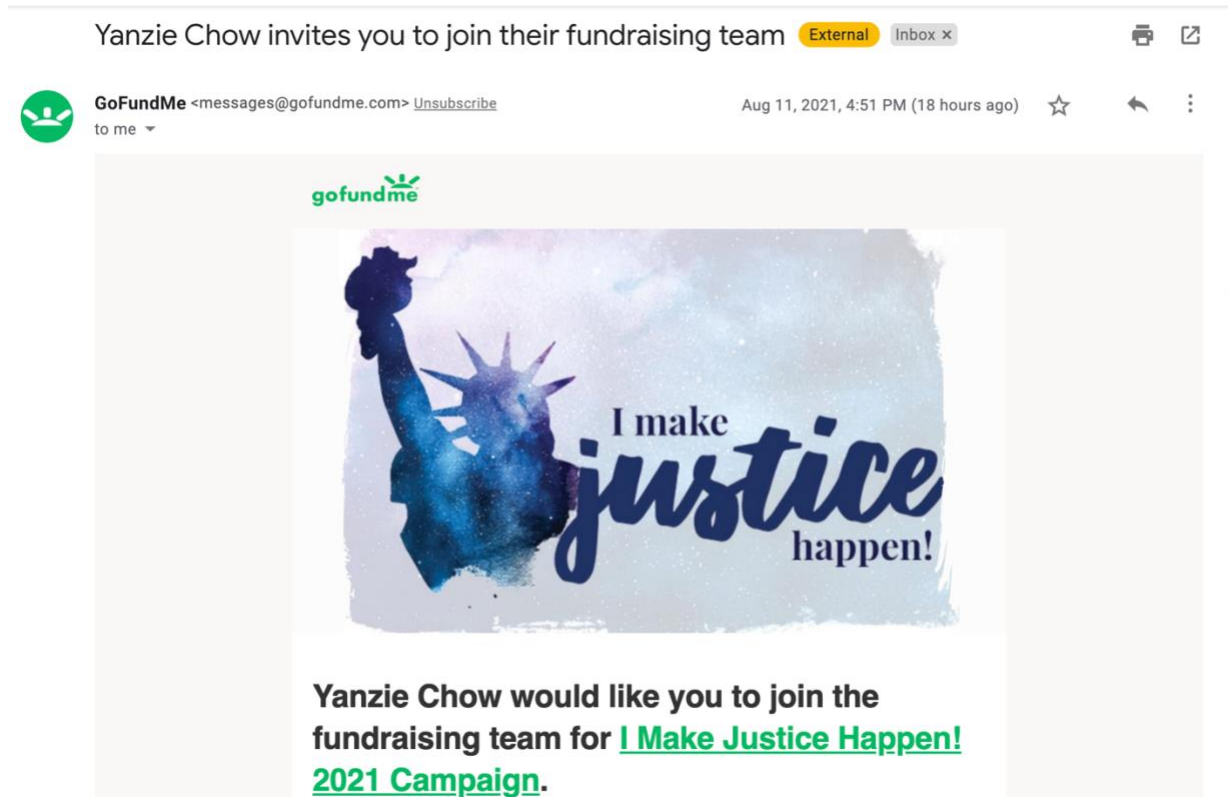 Yanzie Chow invites you to join their fundraising team External Inbox ×
GoFundMe <messages@gofundme.com> Unsubscribe Aug 11, 2021, 4:51 PM (18 hours ago)
to me
gofundme
I make
justice
happen!
Yanzie Chow would like you to join the
fundraising team for I Make Justice Happen!
2021 Campaign.